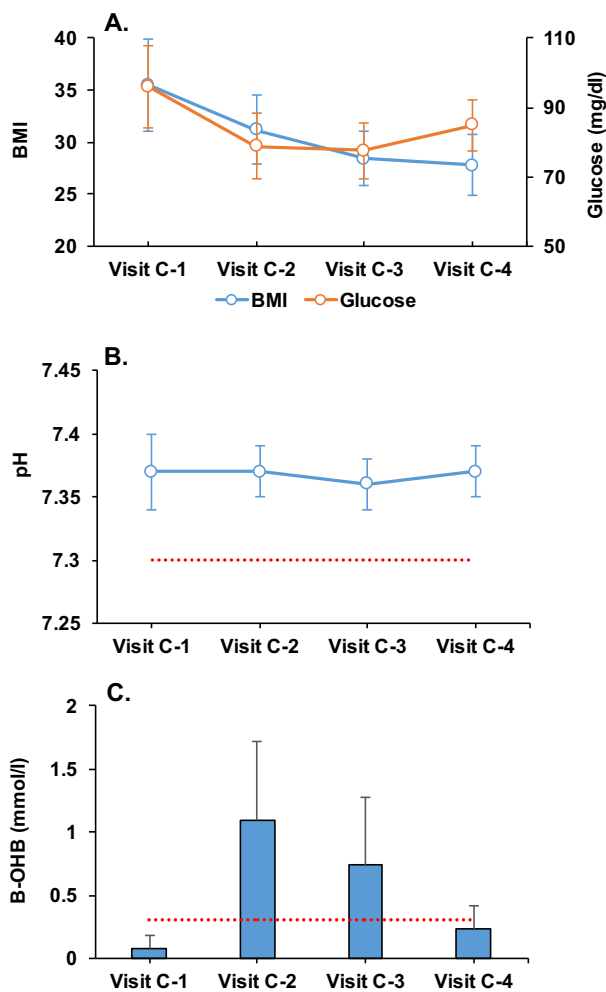 A.
40
35
30
25
20
BMI
110
90
70
50
Glucose (mg/dl)
Visit C-1 Visit C-2 Visit C-3 Visit C-4
BMI Glucose
B.
7.45
7.4
7.35
7.3
7.25
pH
Visit C-1 Visit C-2 Visit C-3 Visit C-4
C.
2
1.5
1
0.5
0
B-OHB (mmol/l)
Visit C-1 Visit C-2 Visit C-3 Visit C-4